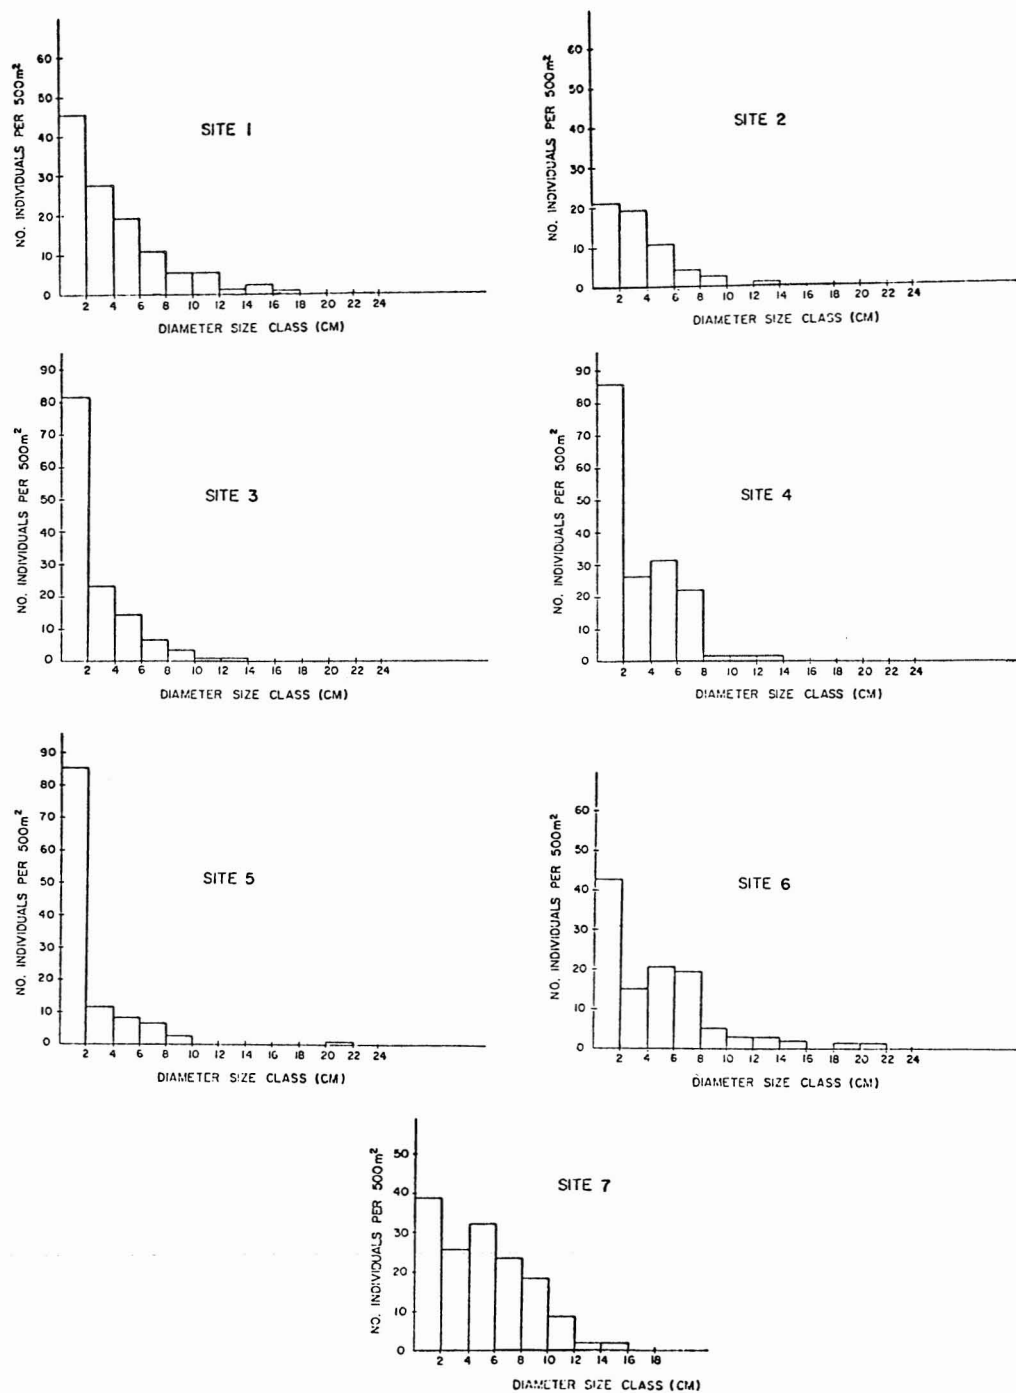 NO. INDIVIDUALS PER 500m²
60
50
40
30
20
10
0
SITE 1
2 4 6 8 10 12 14 16 18 20 22 24
DIAMETER SIZE CLASS (CM)
NO. INDIVIDUALS PER 500m²
60
50
40
30
20
10
0
SITE 2
2 4 6 8 10 12 14 16 18 20 22 24
DIAMETER SIZE CLASS (CM)
NO. INDIVIDUALS PER 500m²
90
80
70
60
50
40
30
20
10
0
SITE 3
2 4 6 8 10 12 14 16 18 20 22 24
DIAMETER SIZE CLASS (CM)
NO. INDIVIDUALS PER 500m²
90
80
70
60
50
40
30
20
10
0
SITE 4
2 4 6 8 10 12 14 16 18 20 22 24
DIAMETER SIZE CLASS (CM)
NO. INDIVIDUALS PER 500m²
90
80
70
60
50
40
30
20
10
0
SITE 5
2 4 6 8 10 12 14 16 18 20 22 24
DIAMETER SIZE CLASS (CM)
NO. INDIVIDUALS PER 500m²
60
50
40
30
20
10
0
SITE 6
2 4 6 8 10 12 14 16 18 20 22 24
DIAMETER SIZE CLASS (CM)
NO. INDIVIDUALS PER 500m²
50
40
30
20
10
0
SITE 7
2 4 6 8 10 12 14 16 18
DIAMETER SIZE CLASS (CM)